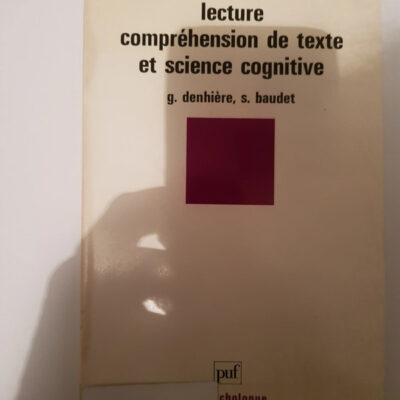 lecture
compréhension de texte
et science cognitive
g. denhière, s. baudet
puf